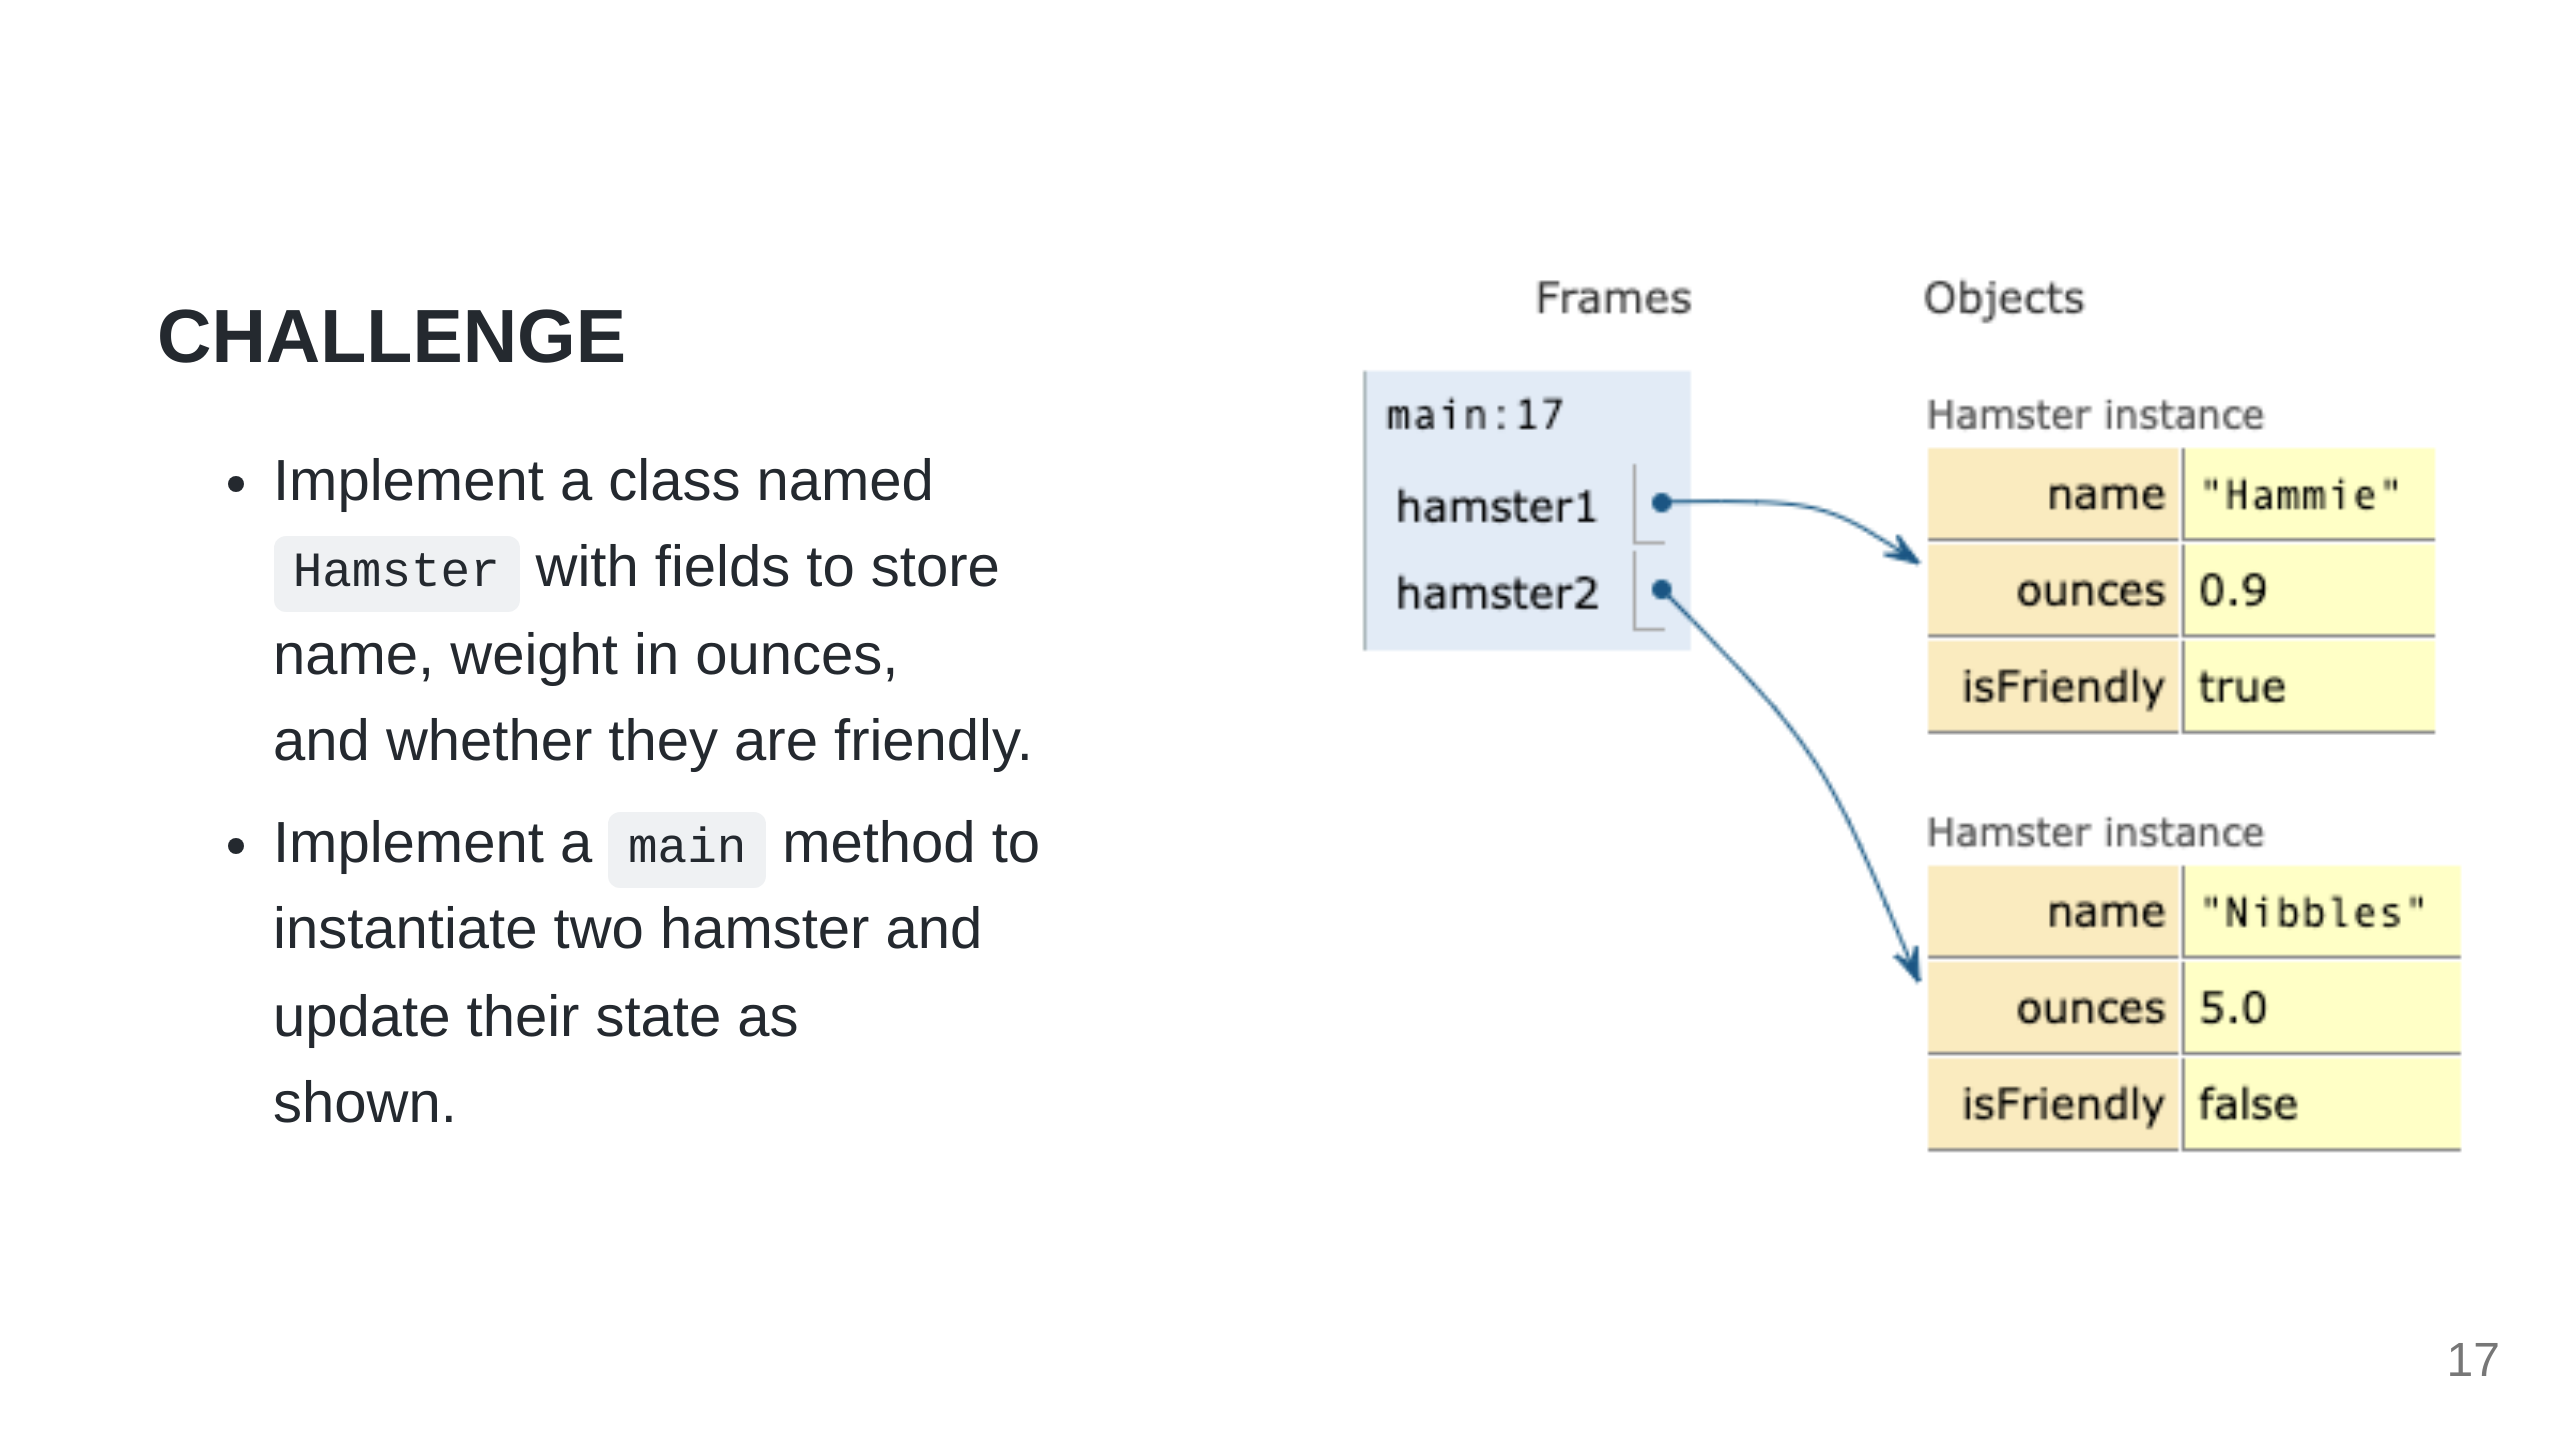 CHALLENGE
• Implement a class named
Hamster with fields to store
name, weight in ounces,
and whether they are friendly.
• Implement a main method to
instantiate two hamster and
update their state as
shown.
Frames
Objects
main:17
hamster1
hamster2
Hamster instance
name "Hammie"
ounces 0.9
isFriendly true
Hamster instance
name "Nibbles"
ounces 5.0
isFriendly false
17